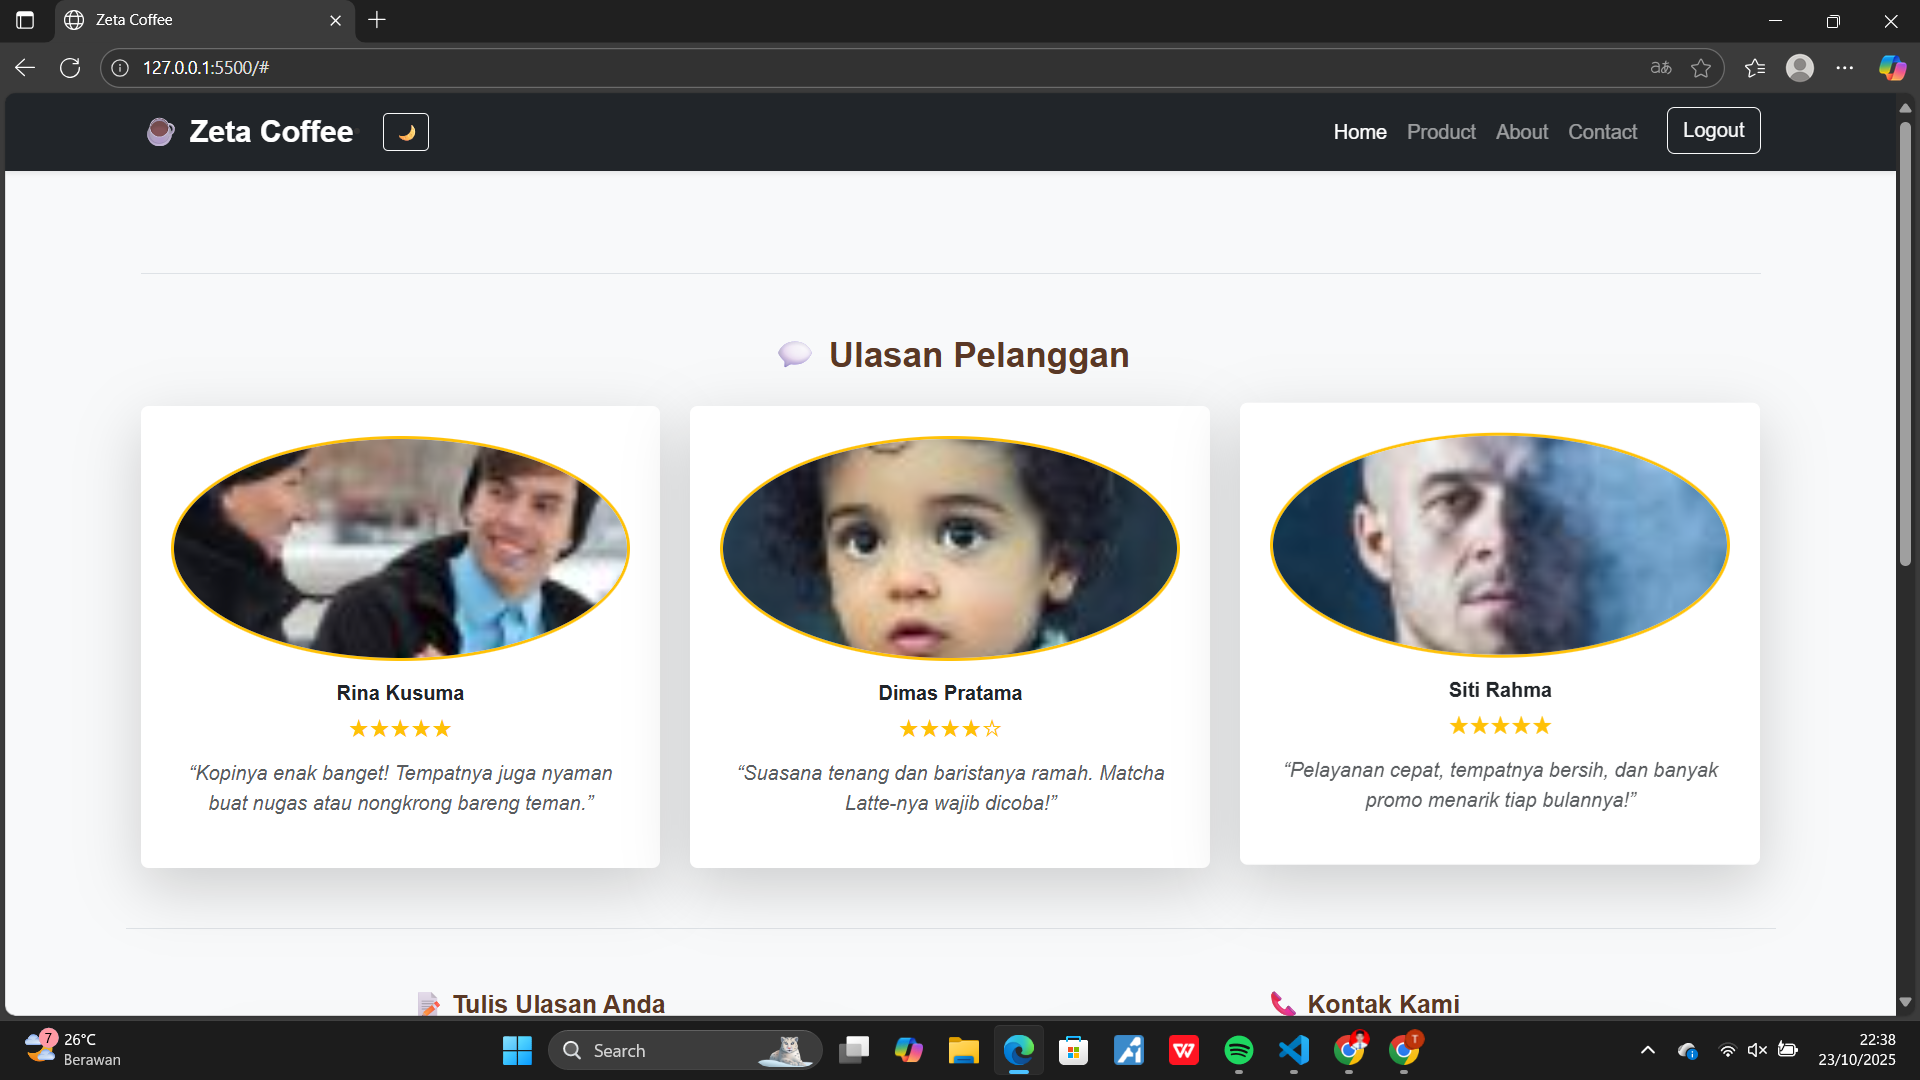 Zeta Coffee
127.0.0.1:5500/#
Zeta Coffee
Home Product About Contact Logout
Ulasan Pelanggan
Rina Kusuma
★★★★★
“Kopinya enak banget! Tempatnya juga nyaman
buat nugas atau nongkrong bareng teman.”
Dimas Pratama
★★★★☆
“Suasana tenang dan baristanya ramah. Matcha
Latte-nya wajib dicoba!”
Siti Rahma
★★★★★
“Pelayanan cepat, tempatnya bersih, dan banyak
promo menarik tiap bulannya!”
Tulis Ulasan Anda
Kontak Kami
7
26°C
Berawan
Search
T
22:38
23/10/2025